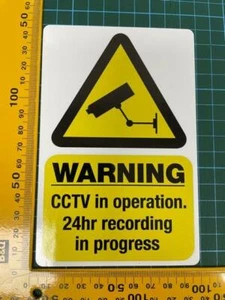 WARNING
CCTV in operation.
24hr recording
in progress